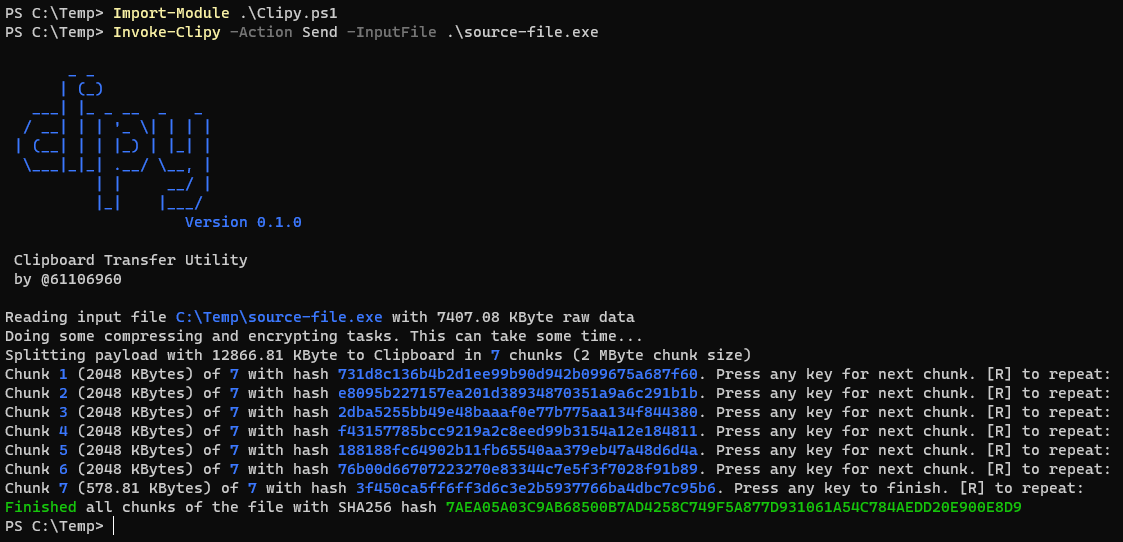 PS C:\Temp> Import-Module .\Clipy.ps1
PS C:\Temp> Invoke-Clipy -Action Send -InputFile .\source-file.exe
       _ _
      | (_)
   ___| |_ _ __  _   _
  / __| | | '_ \| | | |
 | (__| | | |_) | |_| |
  \___|_|_| .__/ \__, |
          | |     __/ |
          |_|    |___/
Version 0.1.0
Clipboard Transfer Utility
by @61106960
Reading input file C:\Temp\source-file.exe with 7407.08 KByte raw data
Doing some compressing and encrypting tasks. This can take some time...
Splitting payload with 12866.81 KByte to Clipboard in 7 chunks (2 MByte chunk size)
Chunk 1 (2048 KBytes) of 7 with hash 731d8c136b4b2d1ee99b90d942b099675a687f60. Press any key for next chunk. [R] to repeat:
Chunk 2 (2048 KBytes) of 7 with hash e8095b227157ea201d38934870351a9a6c291b1b. Press any key for next chunk. [R] to repeat:
Chunk 3 (2048 KBytes) of 7 with hash 2dba5255bb49e48baaaf0e77b775aa134f844380. Press any key for next chunk. [R] to repeat:
Chunk 4 (2048 KBytes) of 7 with hash f43157785bcc9219a2c8eed99b3154a12e184811. Press any key for next chunk. [R] to repeat:
Chunk 5 (2048 KBytes) of 7 with hash 188188fc64902b11fb65540aa379eb47a48d6d4a. Press any key for next chunk. [R] to repeat:
Chunk 6 (2048 KBytes) of 7 with hash 76b00d66707223270e83344c7e5f3f7028f91b89. Press any key for next chunk. [R] to repeat:
Chunk 7 (578.81 KBytes) of 7 with hash 3f450ca5ff6ff3d6c3e2b5937766ba4dbc7c95b6. Press any key to finish. [R] to repeat:
Finished all chunks of the file with SHA256 hash 7AEA05A03C9AB68500B7AD4258C749F5A877D931061A54C784AEDD20E900E8D9
PS C:\Temp>